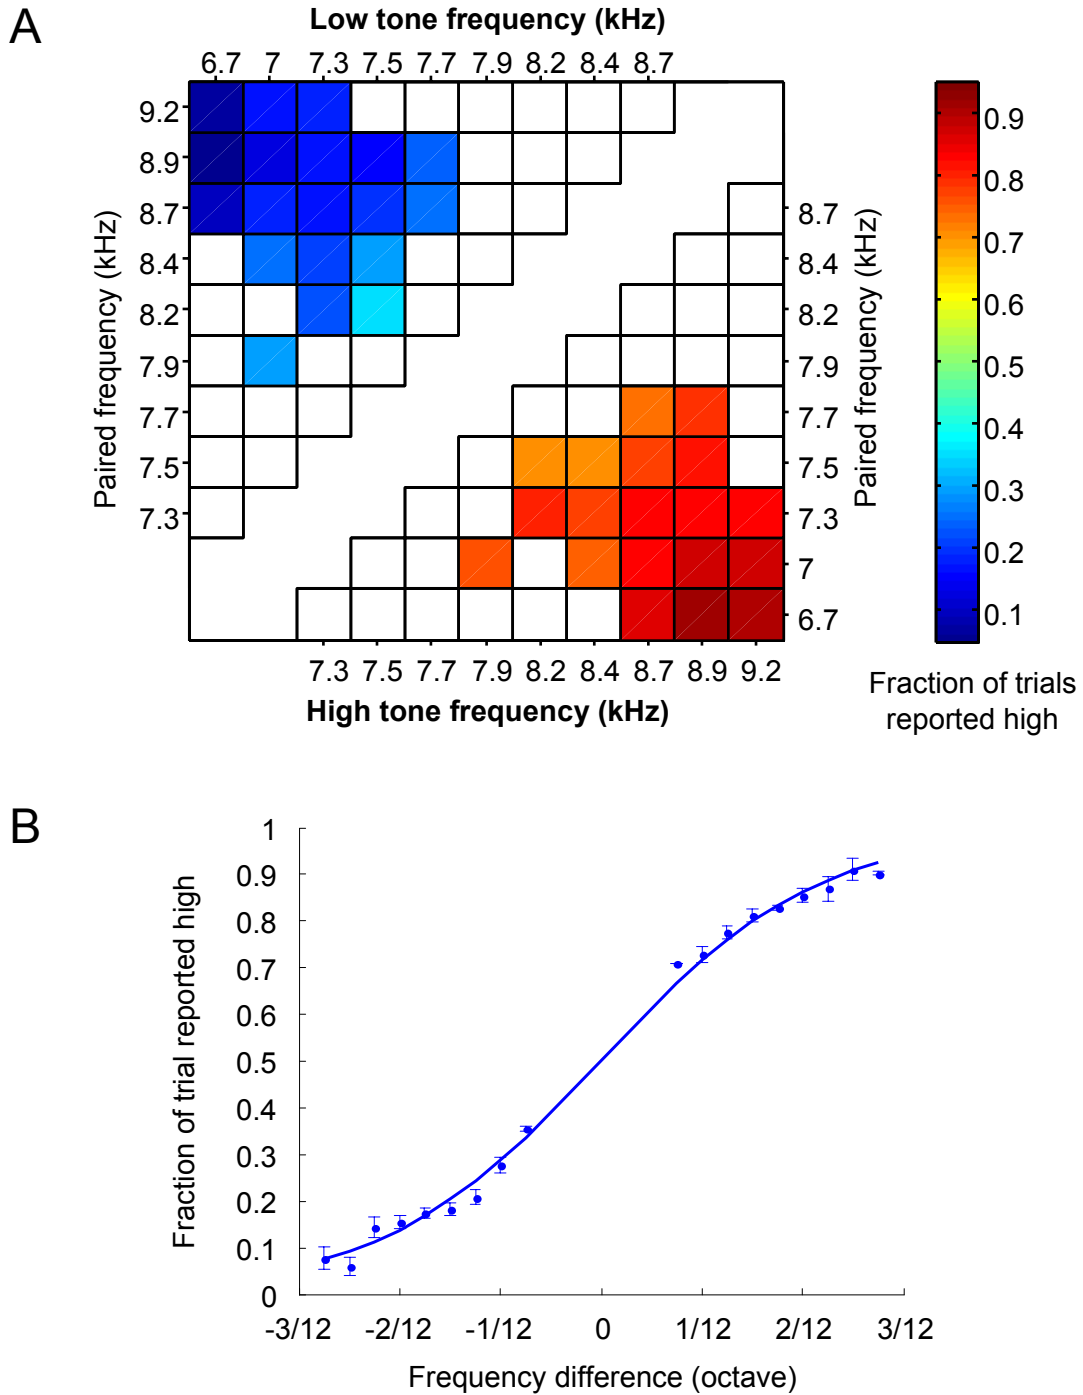 A
Low tone frequency (kHz)
6.7 7 7.3 7.5 7.7 7.9 8.2 8.4 8.7
Paired frequency (kHz)
9.2
8.9
8.7
8.4
8.2
7.9
7.7
7.5
7.3
8.7
8.4
8.2
7.9
7.7
7.5
7.3
7
6.7
Paired frequency (kHz)
7.3 7.5 7.7 7.9 8.2 8.4 8.7 8.9 9.2
High tone frequency (kHz)
0.9
0.8
0.7
0.6
0.5
0.4
0.3
0.2
0.1
Fraction of trials
reported high
B
Fraction of trial reported high
1
0.9
0.8
0.7
0.6
0.5
0.4
0.3
0.2
0.1
0
-3/12 -2/12 -1/12 0 1/12 2/12 3/12
Frequency difference (octave)